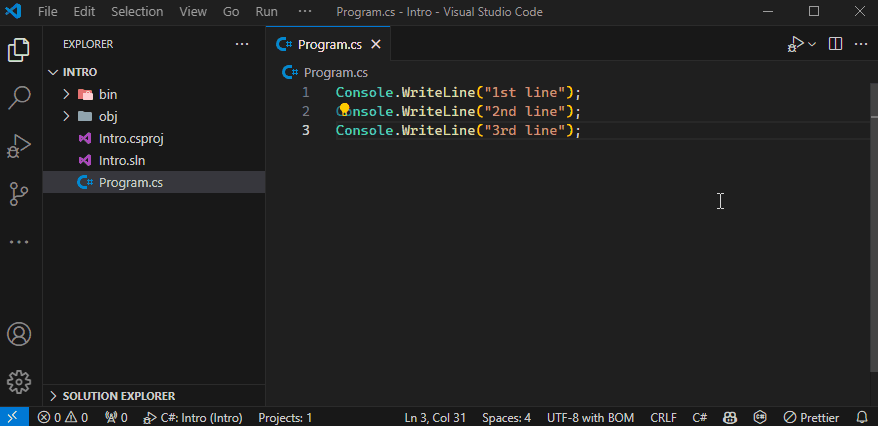 File Edit Selection View Go Run ··· Program.cs - Intro - Visual Studio Code
EXPLORER ···
INTRO
bin
obj
Intro.csproj
Intro.sln
Program.cs
SOLUTION EXPLORER
Program.cs
Program.cs
1 Console.WriteLine("1st line");
2 Console.WriteLine("2nd line");
3 Console.WriteLine("3rd line");
0 0 0 C#: Intro (Intro) Projects: 1 Ln 3, Col 31 Spaces: 4 UTF-8 with BOM CRLF C# Prettier